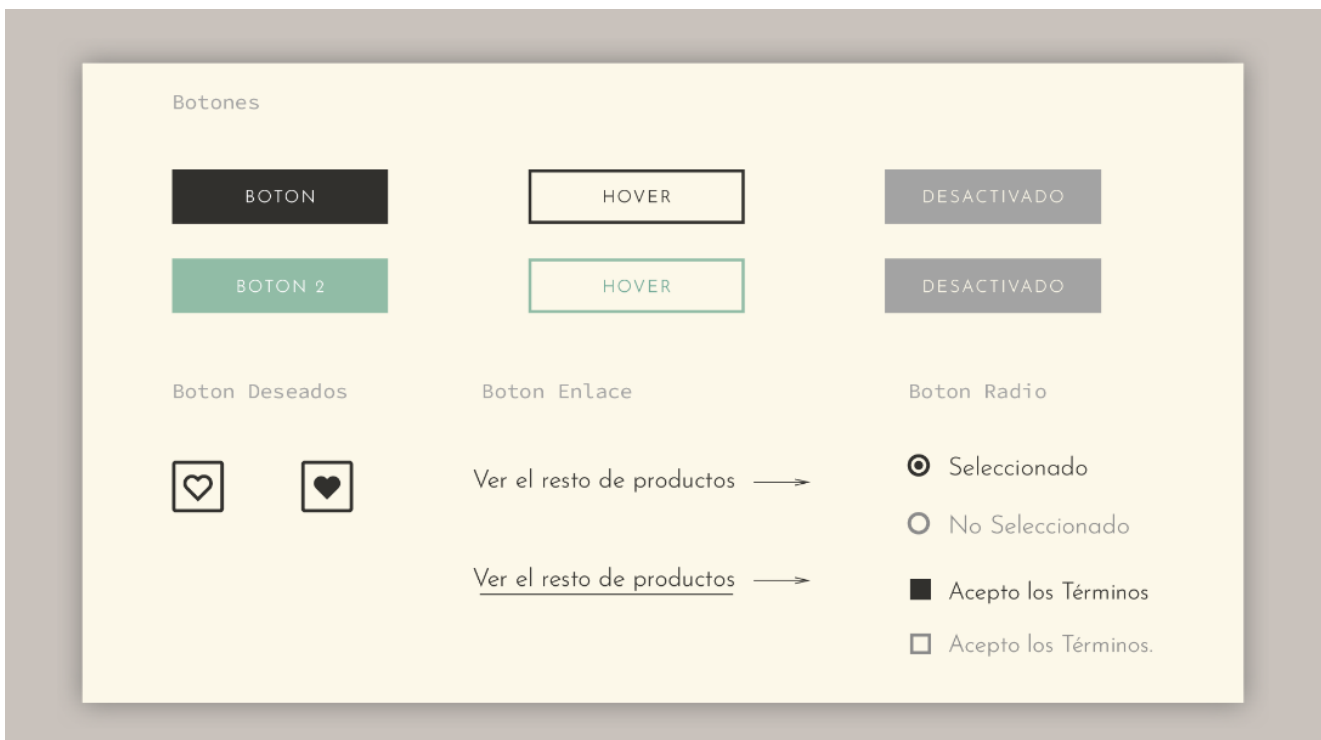 Botones
BOTON
HOVER
DESACTIVADO
BOTON 2
HOVER
DESACTIVADO
Boton Deseados
Boton Enlace
Boton Radio
Ver el resto de productos
Ver el resto de productos
Seleccionado
No Seleccionado
Acepto los Términos
Acepto los Términos.